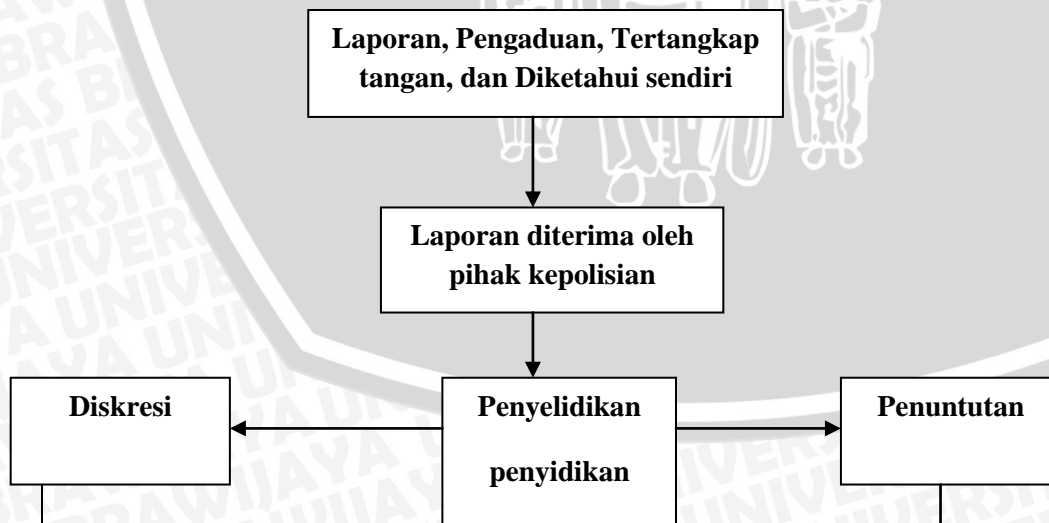 Laporan, Pengaduan, Tertangkap
tangan, dan Diketahui sendiri
Laporan diterima oleh
pihak kepolisian
Diskresi
Penyelidikan
penyidikan
Penuntutan